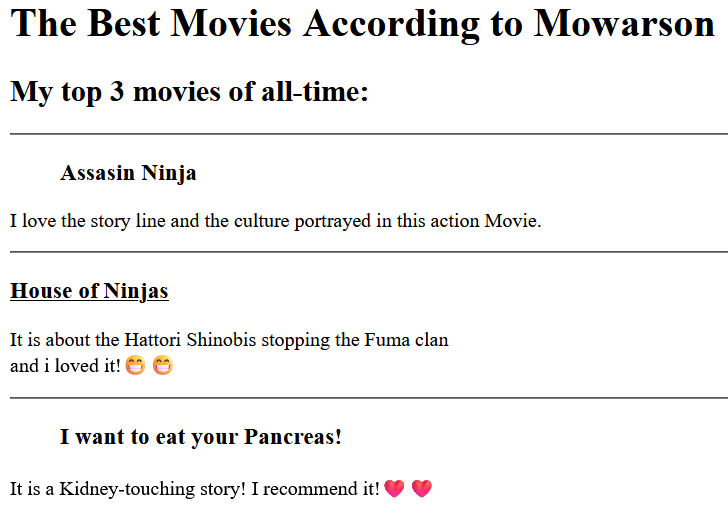 The Best Movies According to Mowarson
My top 3 movies of all-time:
Assasin Ninja
I love the story line and the culture portrayed in this action Movie.
House of Ninjas
It is about the Hattori Shinobis stopping the Fuma clan
and i loved it! 😁 😁
I want to eat your Pancreas!
It is a Kidney-touching story! I recommend it! ❤ ❤